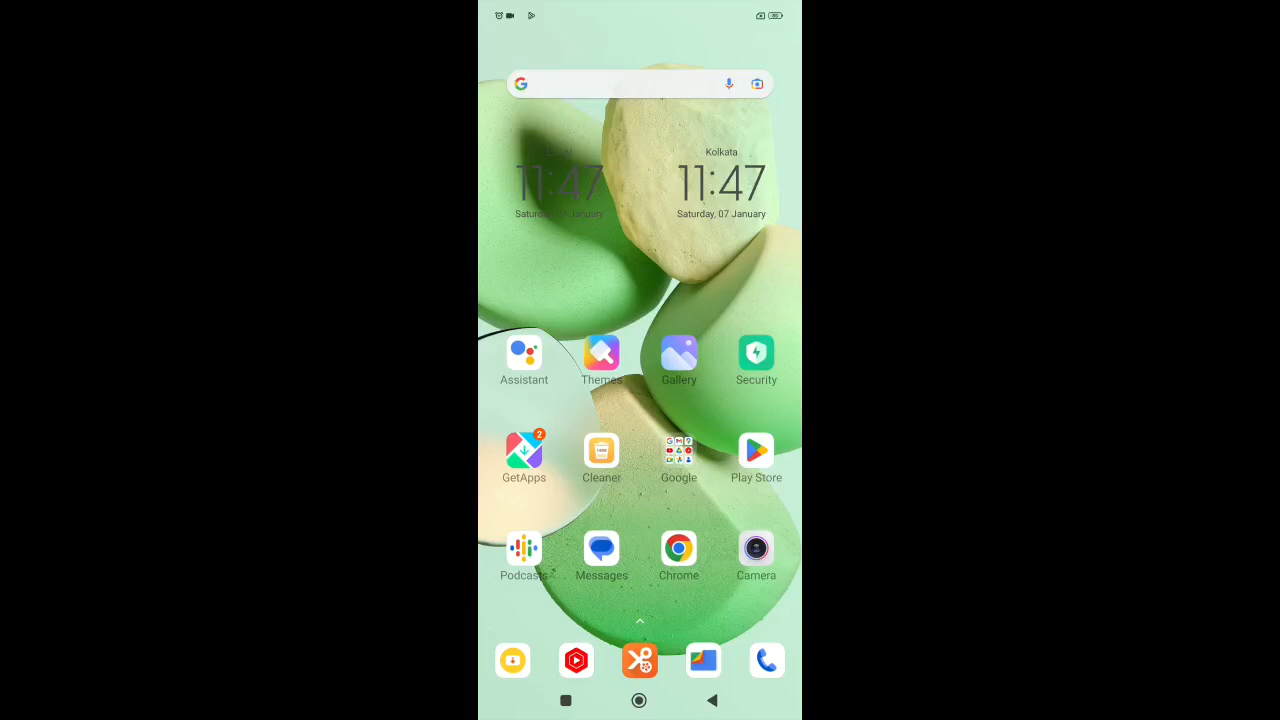 Kolkata
11:47
11:47
Saturday, 07 January
Saturday, 07 January
Assistant
Themes
Gallery
Security
2
GetApps
Cleaner
Google
Play Store
Podcasts
Messages
Chrome
Camera